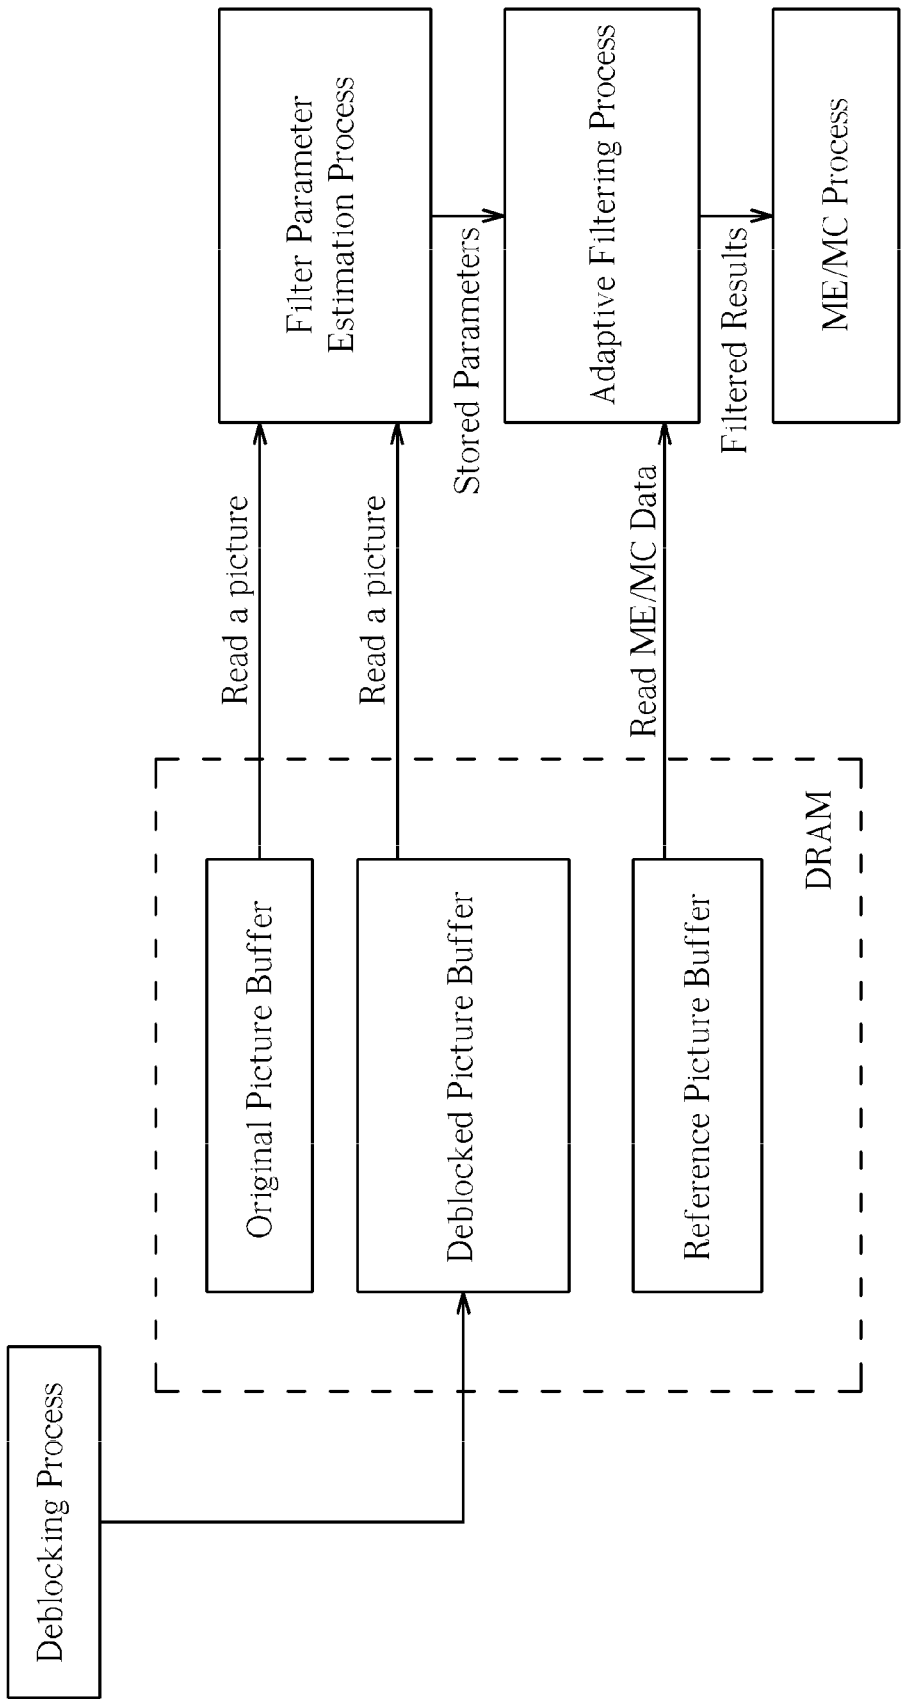 Deblocking Process
Original Picture Buffer
Deblocked Picture Buffer
Reference Picture Buffer
DRAM
Read a picture
Read a picture
Read ME/MC Data
Filter Parameter
Estimation Process
Stored Parameters
Adaptive Filtering Process
Filtered Results
ME/MC Process